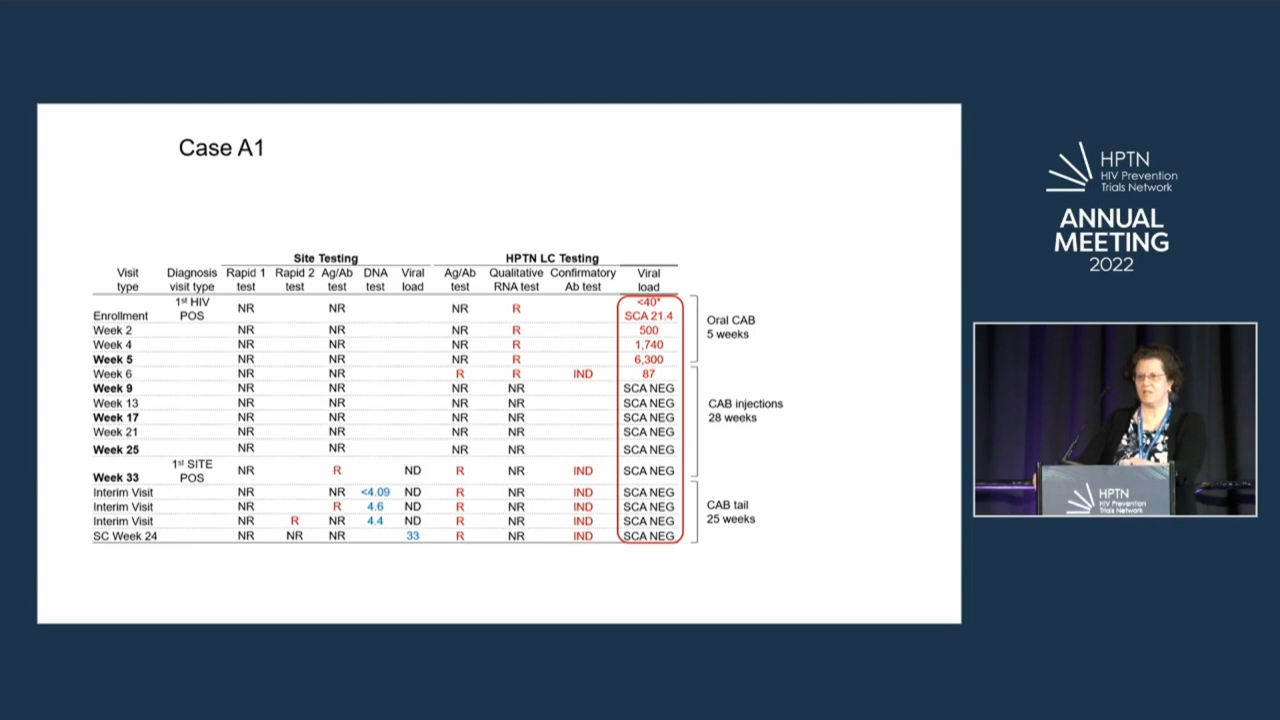 Case A1
Site Testing HPTN LC Testing
Visit type Diagnosis visit type Rapid 1 test Rapid 2 test Ag/Ab test DNA test Viral load Ag/Ab test Qualitative RNA test Confirmatory Ab test Viral load
Enrollment 1st HIV POS NR NR NR R <40* SCA 21.4
Week 2 NR NR NR R 500
Week 4 NR NR NR R 1,740
Week 5 NR NR NR R 6,300
Week 6 NR NR R R IND 87
Week 9 NR NR NR NR SCA NEG
Week 13 NR NR NR NR SCA NEG
Week 17 NR NR NR NR SCA NEG
Week 21 NR NR NR NR SCA NEG
Week 25 NR NR NR NR SCA NEG
Week 33 1st SITE POS NR R ND R NR IND SCA NEG
Interim Visit NR NR <4.09 ND R NR IND SCA NEG
Interim Visit NR R 4.6 ND R NR IND SCA NEG
Interim Visit NR R NR 4.4 ND R NR IND SCA NEG
SC Week 24 NR NR NR 33 R NR IND SCA NEG
Oral CAB
5 weeks
CAB injections
28 weeks
CAB tail
25 weeks
HPTN
HIV Prevention
Trials Network
ANNUAL
MEETING
2022
HPTN
HIV Prevention
Trials Network